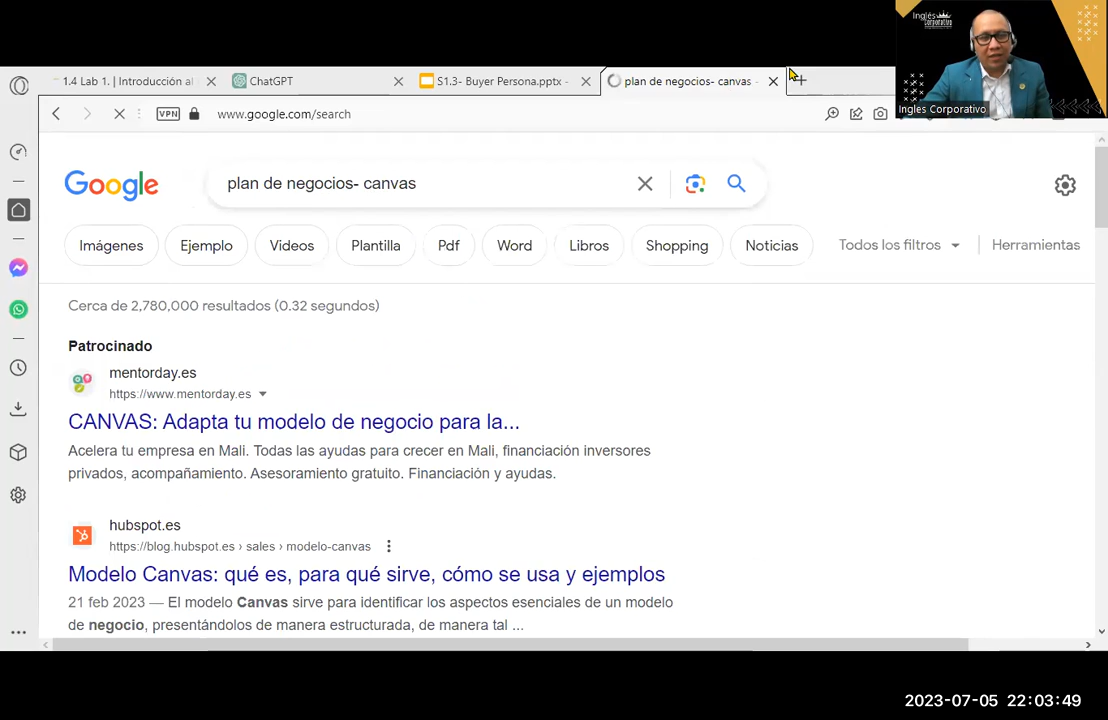 Inglés
Corporativo
1.4 Lab 1. | Introducción al
ChatGPT
S1.3- Buyer Persona.pptx -
plan de negocios- canvas -
Ingles Corporativo
VPN
www.google.com/search
Google
plan de negocios- canvas
Imágenes
Ejemplo
Videos
Plantilla
Pdf
Word
Libros
Shopping
Noticias
Todos los filtros
Herramientas
Cerca de 2,780,000 resultados (0.32 segundos)
Patrocinado
mentorday.es
https://www.mentorday.es
CANVAS: Adapta tu modelo de negocio para la...
Acelera tu empresa en Mali. Todas las ayudas para crecer en Mali, financiación inversores
privados, acompañamiento. Asesoramiento gratuito. Financiación y ayudas.
hubspot.es
https://blog.hubspot.es › sales › modelo-canvas
Modelo Canvas: qué es, para qué sirve, cómo se usa y ejemplos
21 feb 2023 — El modelo Canvas sirve para identificar los aspectos esenciales de un modelo
de negocio, presentándolos de manera estructurada, de manera tal ...
2023-07-05 22:03:49